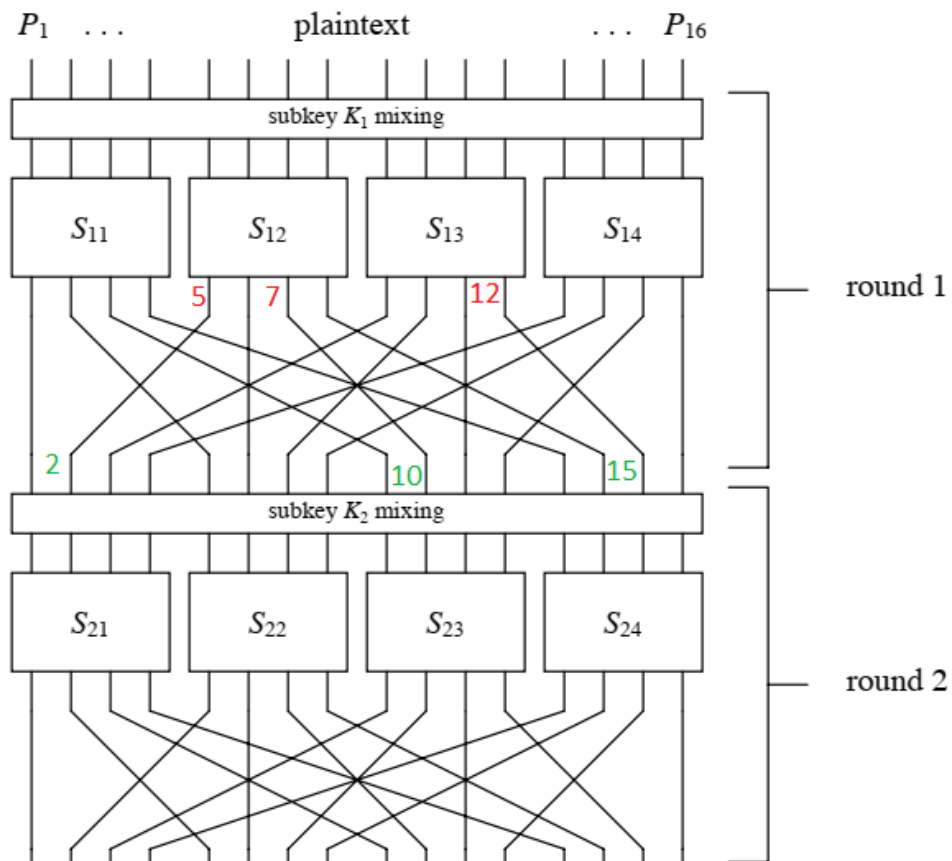 P₁ ... plaintext ... P₁₆
subkey K₁ mixing
S₁₁ S₁₂ S₁₃ S₁₄
5 7 12
round 1
2 10 15
subkey K₂ mixing
S₂₁ S₂₂ S₂₃ S₂₄
round 2